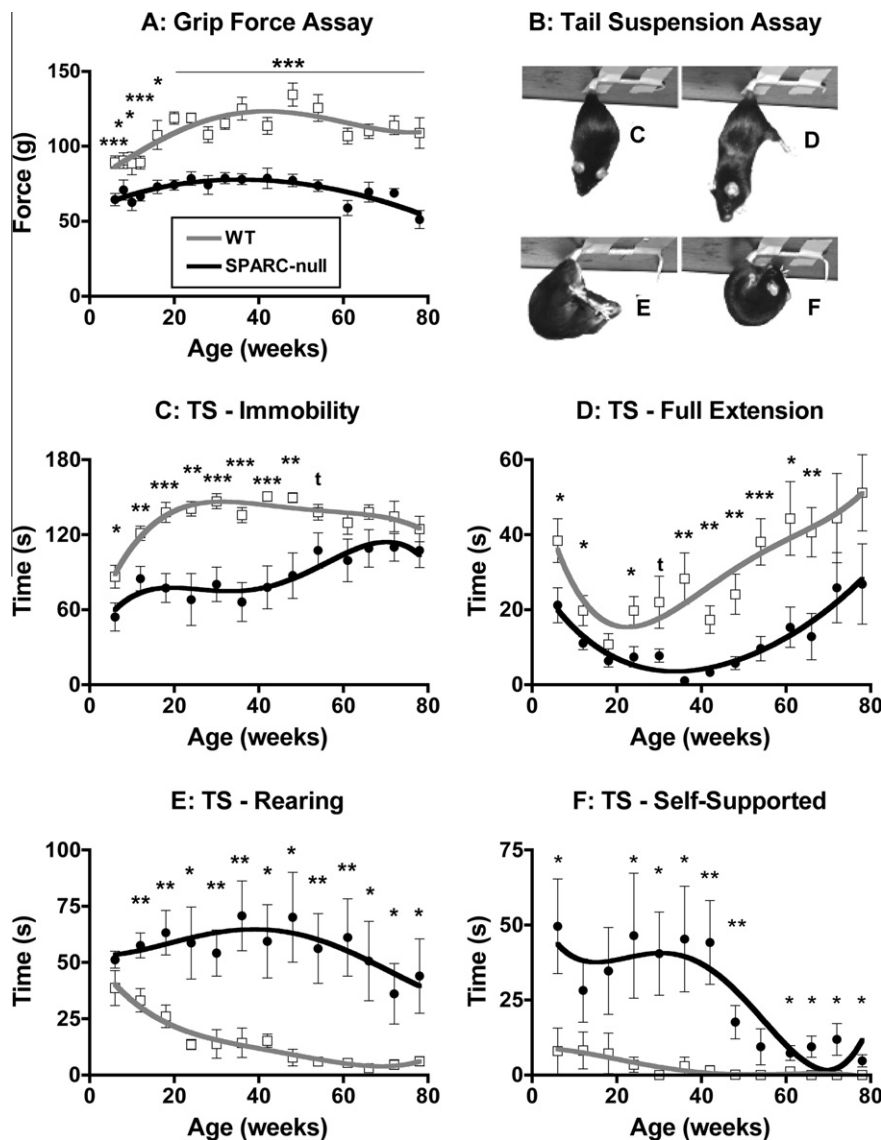 A: Grip Force Assay
***
*
***
*
*
***
150
100
50
0
Force (g)
WT
SPARC-null
0 20 40 60 80
Age (weeks)
B: Tail Suspension Assay
C
D
E
F
C: TS - Immobility
* ** *** ** *** *** *** ** t
180
120
60
0
Time (s)
0 20 40 60 80
Age (weeks)
D: TS - Full Extension
* * * t ** ** ** *** * **
60
40
20
0
Time (s)
0 20 40 60 80
Age (weeks)
E: TS - Rearing
** ** * ** ** * * ** ** * * *
100
75
50
25
0
Time (s)
0 20 40 60 80
Age (weeks)
F: TS - Self-Supported
* * * * ** ** * * * *
75
50
25
0
Time (s)
0 20 40 60 80
Age (weeks)